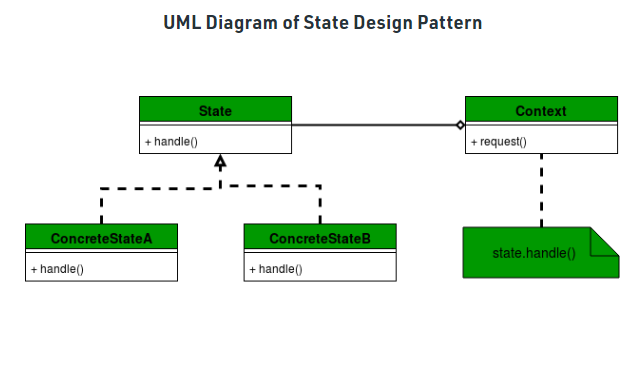 UML Diagram of State Design Pattern
State
+ handle()
Context
+ request()
ConcreteStateA
+ handle()
ConcreteStateB
+ handle()
state.handle()